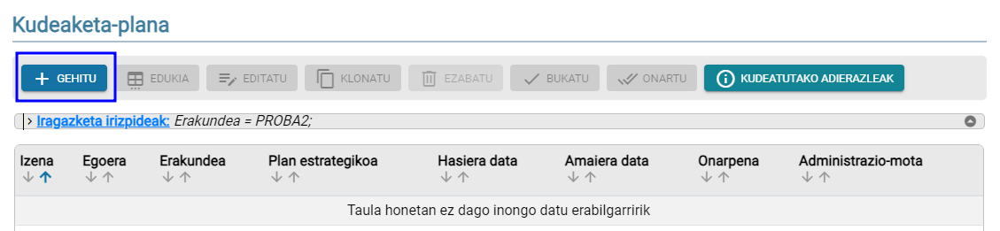 Kudeaketa-plana
GEHITU EDUKIA EDITATU KLONATU EZABATU BUKATU ONARTU KUDEATUTAKO ADIERAZLEAK
Iragazketa irizpideak: Erakundea = PROBA2;
Izena Egoera Erakundea Plan estrategikoa Hasiera data Amaiera data Onarpena Administrazio-mota
Taula honetan ez dago inongo datu erabilgarririk